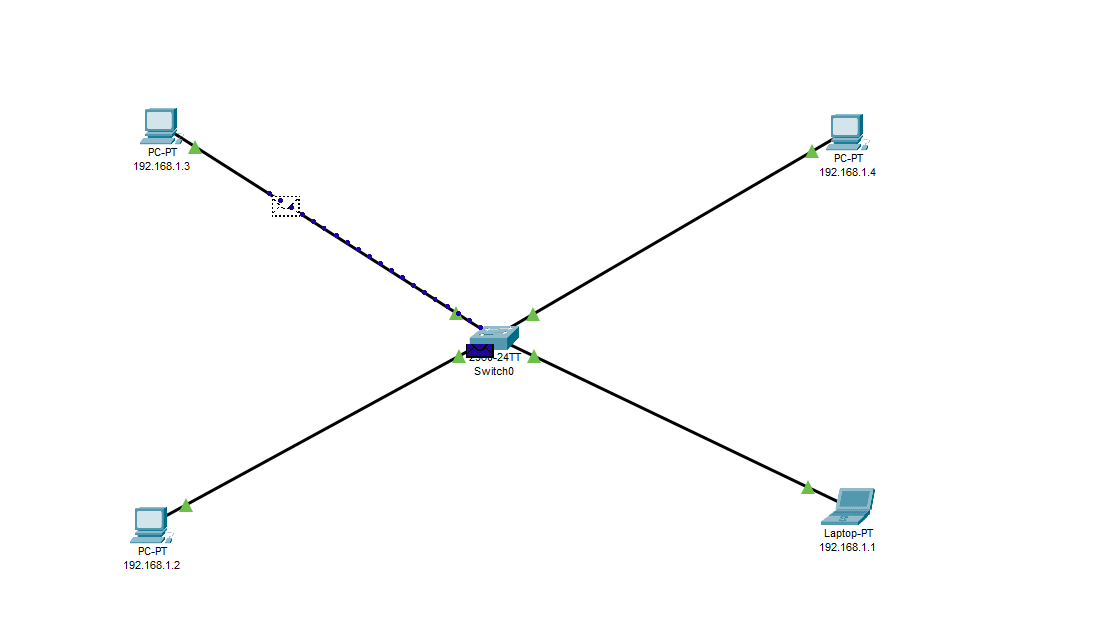 PC-PT
192.168.1.3
PC-PT
192.168.1.4
Switch0
PC-PT
192.168.1.2
Laptop-PT
192.168.1.1